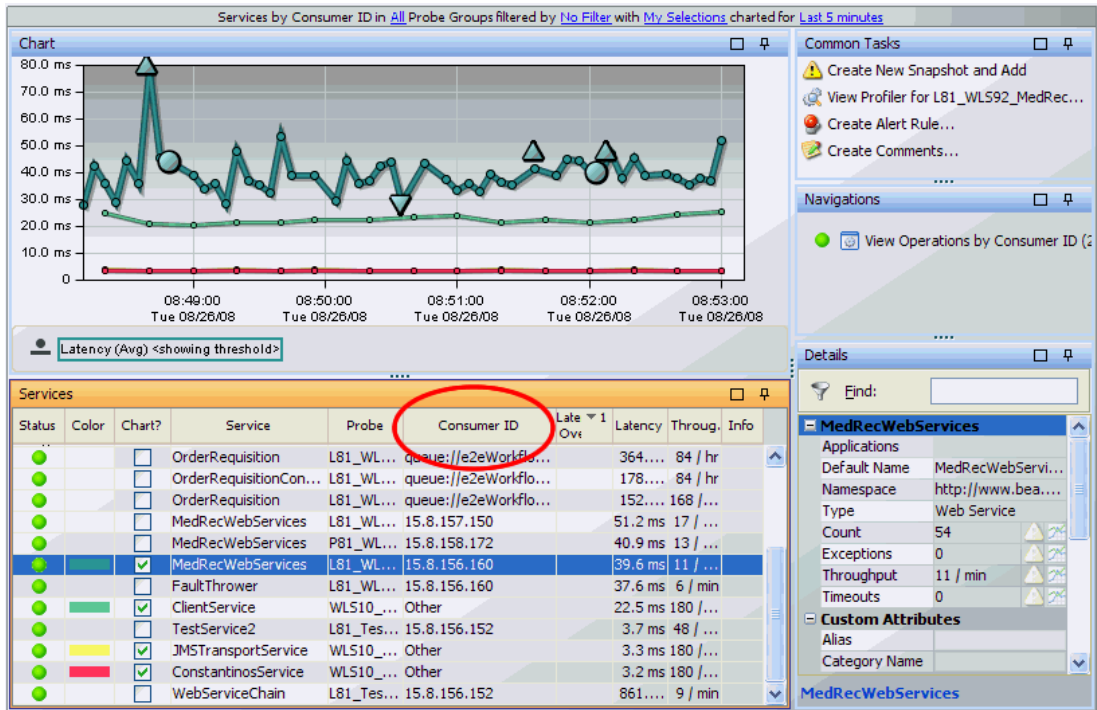 Services by Consumer ID in All Probe Groups filtered by No Filter with My Selections charted for Last 5 minutes
Chart
80.0 ms
70.0 ms
60.0 ms
50.0 ms
40.0 ms
30.0 ms
20.0 ms
10.0 ms
0
08:49:00 08:50:00 08:51:00 08:52:00 08:53:00
Tue 08/26/08 Tue 08/26/08 Tue 08/26/08 Tue 08/26/08 Tue 08/26/08
Latency (Avg) <showing threshold>
Common Tasks
Create New Snapshot and Add
View Profiler for L81_WLS92_MedRec...
Create Alert Rule...
Create Comments...
Navigations
View Operations by Consumer ID (2
Services
Status Color Chart? Service Probe Consumer ID Late 1 Ove Latency Throug. Info
OrderRequisition L81_WL... queue://e2eWorkflo... 364.... 84 / hr
OrderRequisitionCon... L81_WL... queue://e2eWorkflo... 178.... 84 / hr
OrderRequisition L81_WL... queue://e2eWorkflo... 152.... 168 /...
MedRecWebServices L81_WL... 15.8.157.150 51.2 ms 17 / ...
MedRecWebServices P81_WL... 15.8.158.172 40.9 ms 13 / ...
MedRecWebServices L81_WL... 15.8.156.160 39.6 ms 11 / ...
FaultThrower L81_WL... 15.8.156.160 37.6 ms 6 / min
ClientService WLS10_... Other 22.5 ms 180 /...
TestService2 L81_Tes... 15.8.156.152 3.7 ms 48 / ...
JMSTransportService WLS10_... Other 3.3 ms 180 /...
ConstantinosService WLS10_... Other 3.2 ms 180 /...
WebServiceChain L81_Tes... 15.8.156.152 861.... 9 / min
Details
Find:
MedRecWebServices
Applications
Default Name MedRecWebServi...
Namespace http://www.bea....
Type Web Service
Count 54
Exceptions 0
Throughput 11 / min
Timeouts 0
Custom Attributes
Alias
Category Name
MedRecWebServices